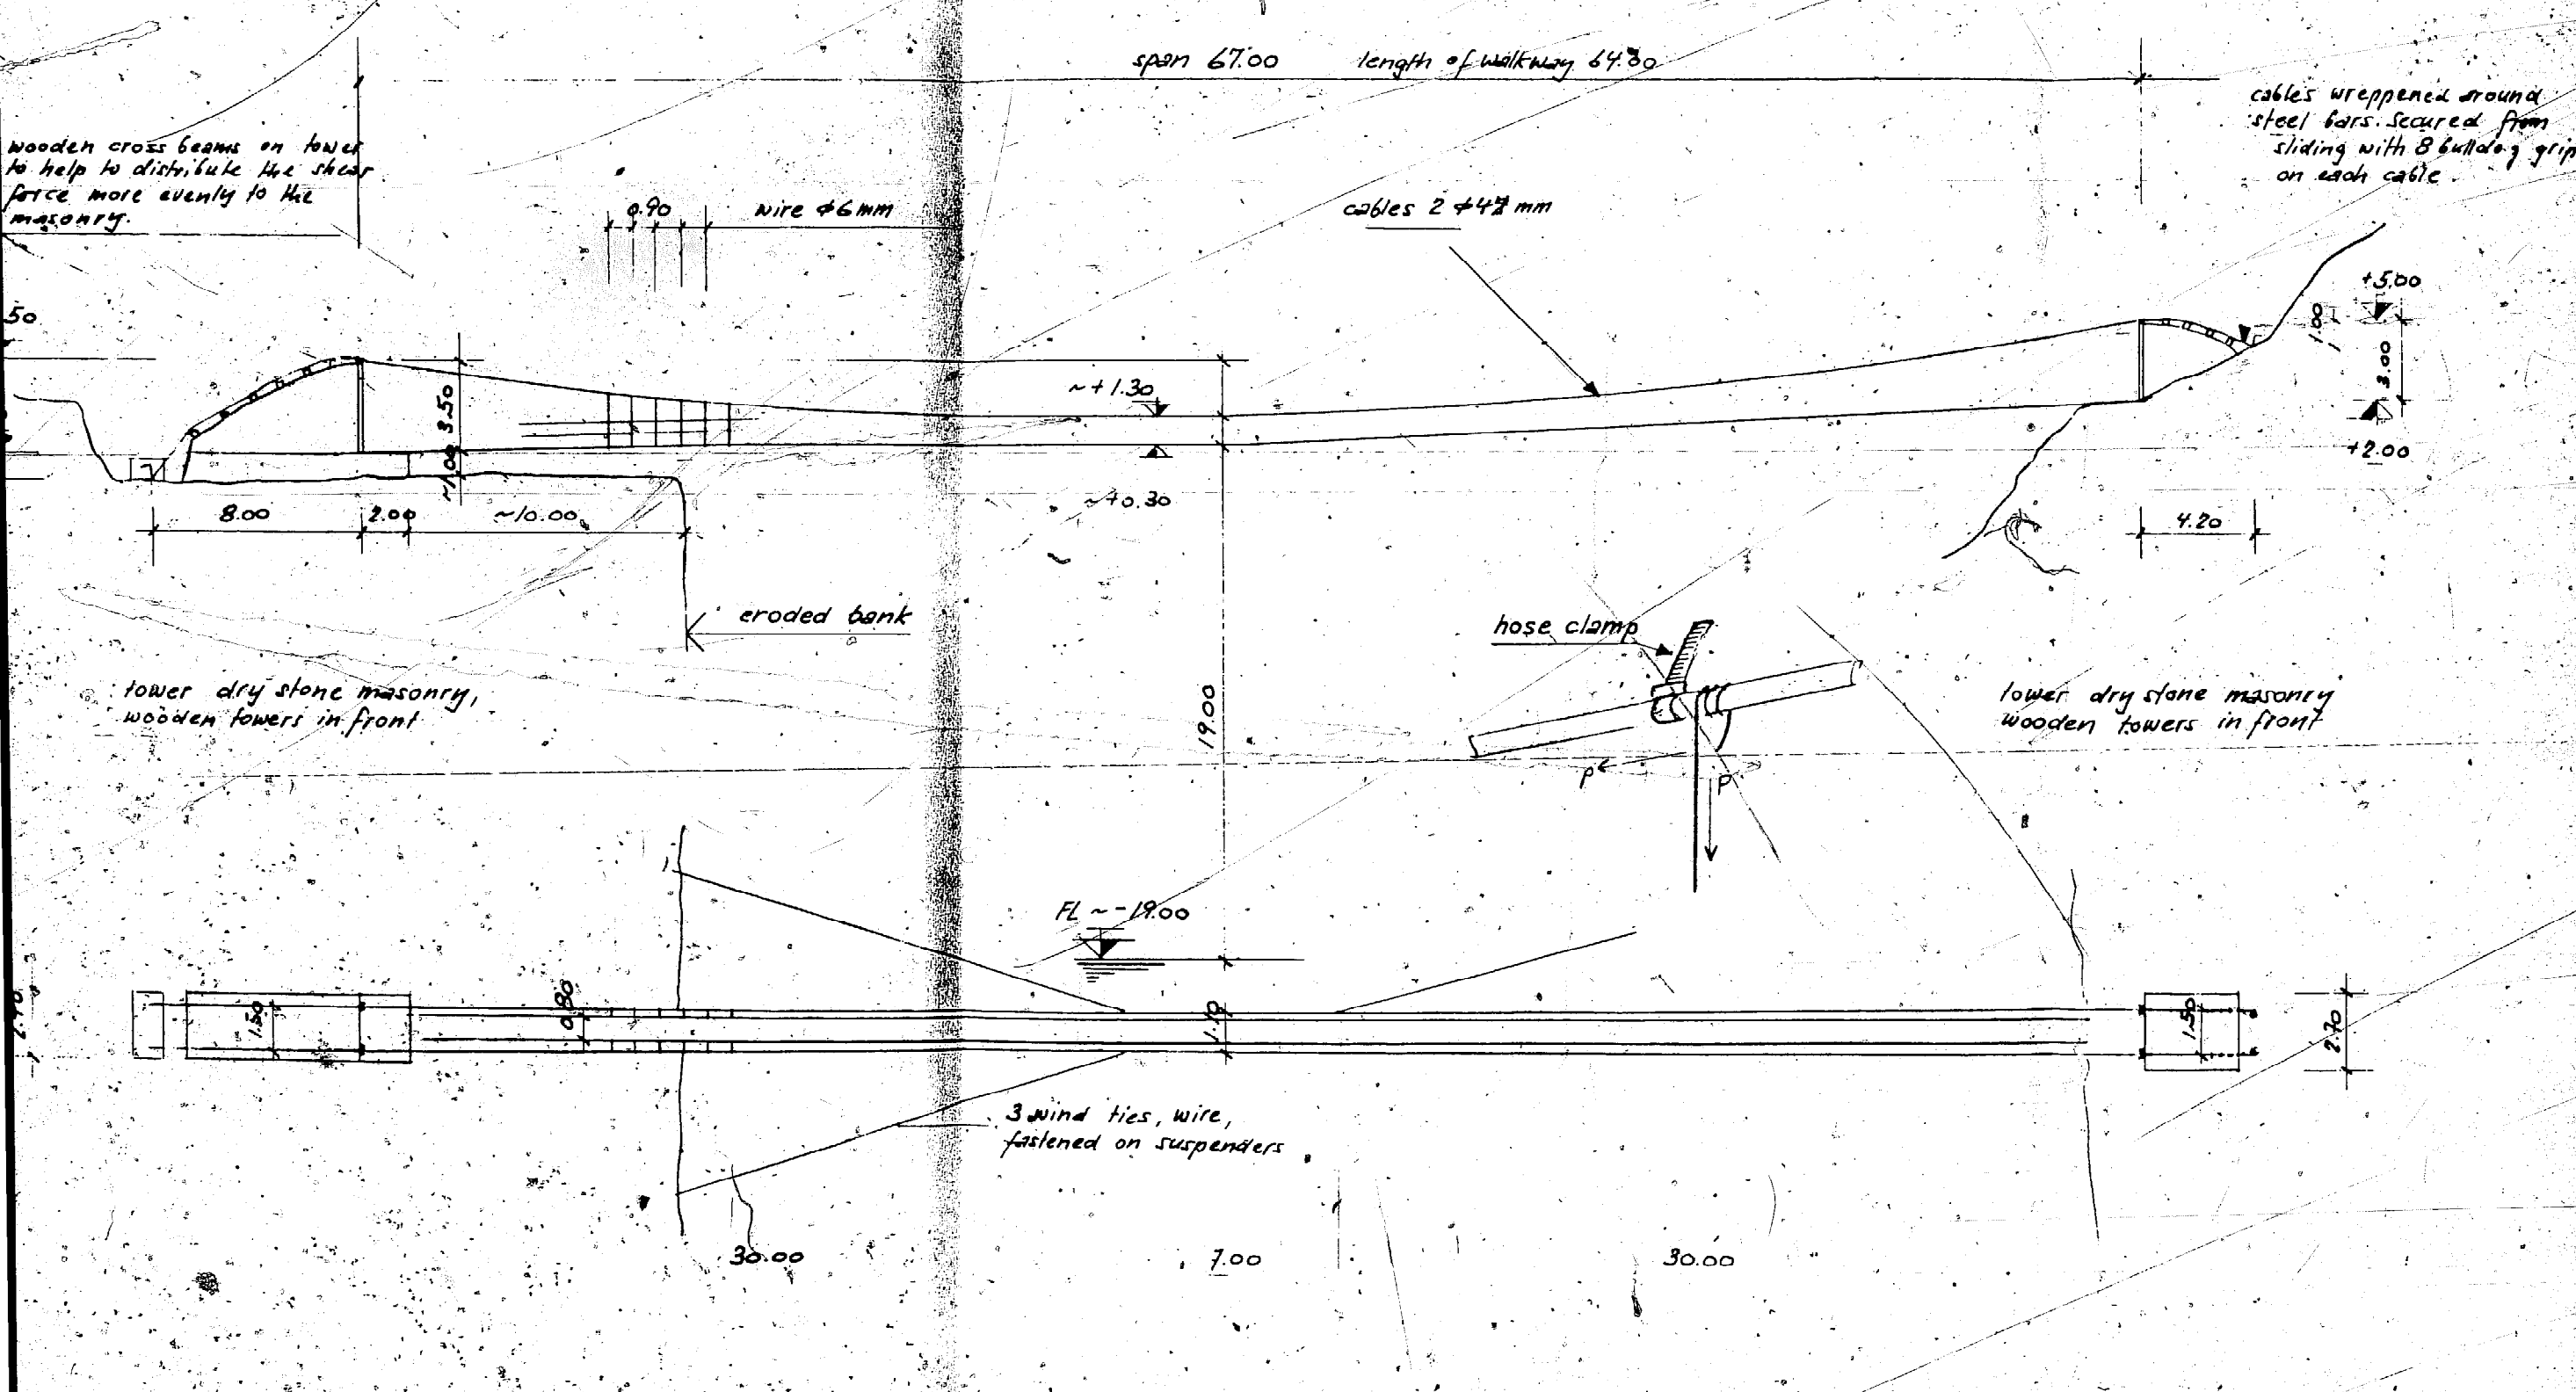 span 67.00 length of walkway 64.80
cables wreppened around
steel bars. Secured from
sliding with 8 bulldog grip
on each cable.
wooden cross beams on tower
to help to distribute the shear
force more evenly to the
masonry.
0.90 wire ϕ6mm
cables 2 ϕ mm
50
+5.00
1.00
3.00
+2.00
~+1.30
3.50
~1.00
~+0.30
8.00 2.00 ~10.00
4.20
eroded bank
hose clamp
tower dry stone masonry,
wooden towers in front
19.00
tower dry stone masonry
wooden towers in front
P P
FL ~-19.00
1.50
0.80
1.10
1.50
2.70
3 wind ties, wire,
fastened on suspenders
30.00 7.00 30.00